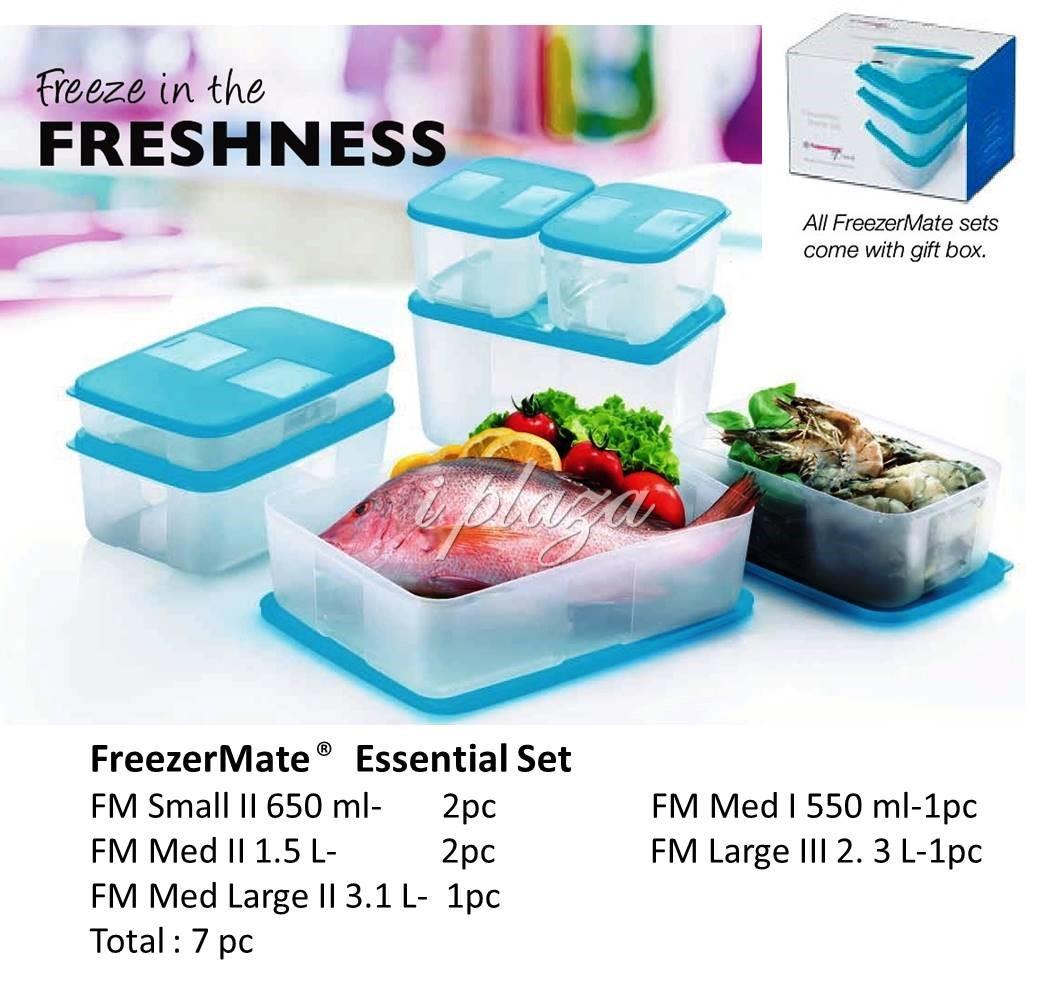 Freeze in the
FRESHNESS
All FreezerMate sets
come with gift box.
i plaza
FreezerMate® Essential Set
FM Small II 650 ml- 2pc FM Med I 550 ml-1pc
FM Med II 1.5 L- 2pc FM Large III 2. 3 L-1pc
FM Med Large II 3.1 L- 1pc
Total : 7 pc